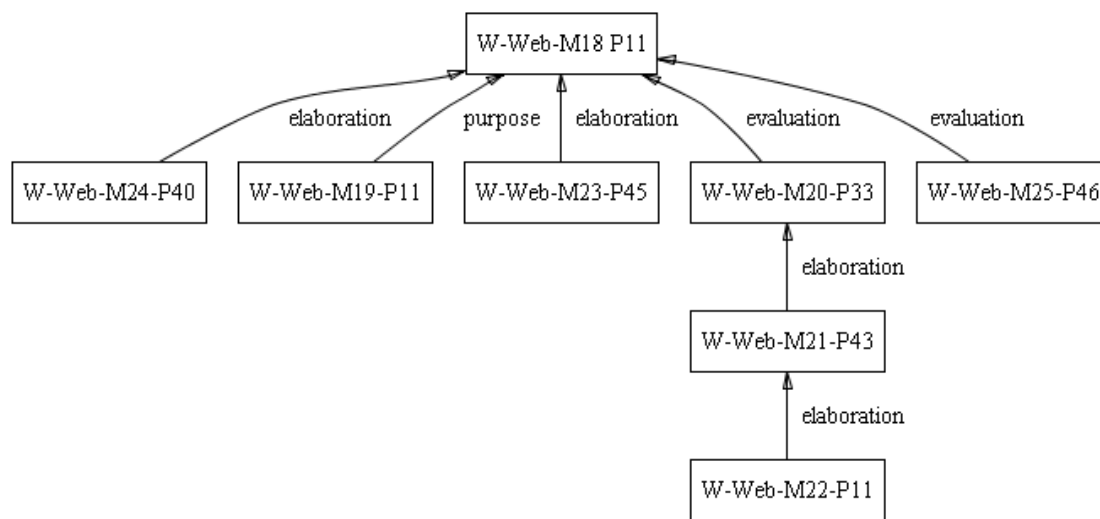 W-Web-M18 P11
elaboration purpose elaboration evaluation evaluation
W-Web-M24-P40 W-Web-M19-P11 W-Web-M23-P45 W-Web-M20-P33 W-Web-M25-P46
elaboration
W-Web-M21-P43
elaboration
W-Web-M22-P11